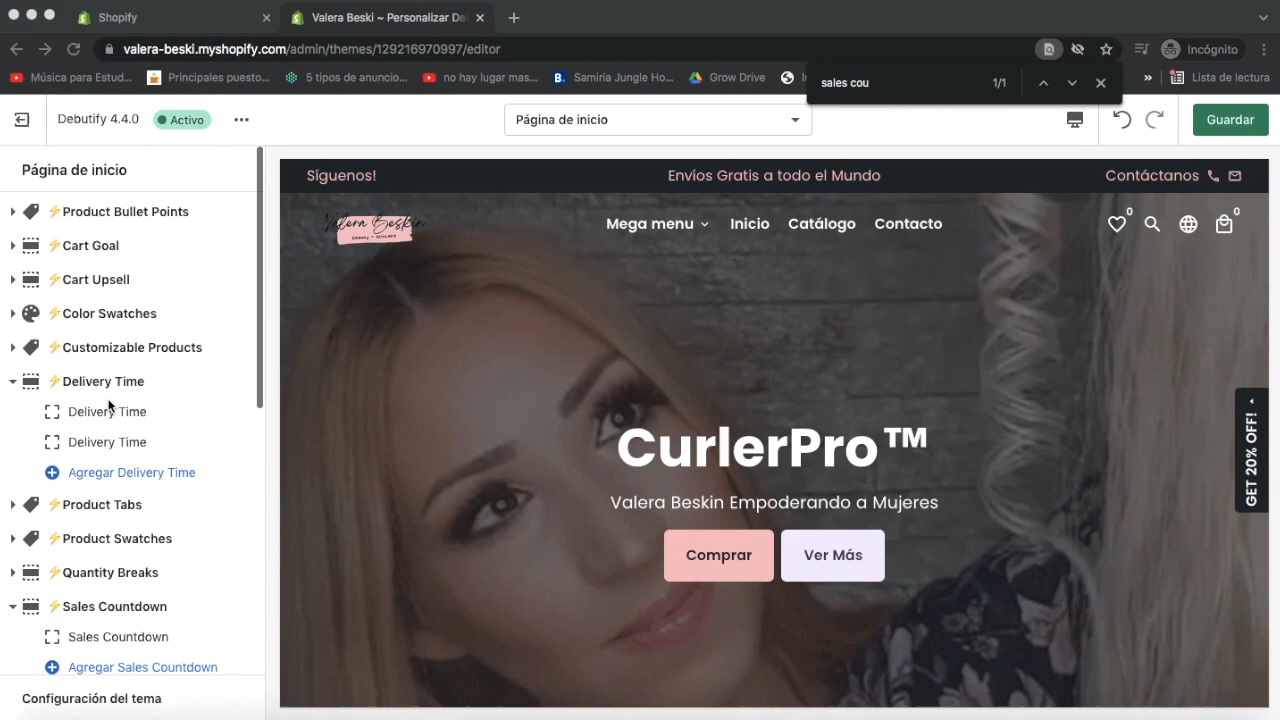 Shopify
Valera Beski ~ Personalizar De
valera-beski.myshopify.com/admin/themes/129216970997/editor
Incógnito
Música para Estud...
Principales puesto...
5 tipos de anuncio...
no hay lugar mas...
Samiria Jungle Ho...
Grow Drive
»
Lista de lectura
sales cou
1/1
Debutify 4.4.0
Activo
Página de inicio
Guardar
Página de inicio
⚡Product Bullet Points
⚡Cart Goal
⚡Cart Upsell
⚡Color Swatches
⚡Customizable Products
⚡Delivery Time
Delivery Time
Delivery Time
Agregar Delivery Time
⚡Product Tabs
⚡Product Swatches
⚡Quantity Breaks
⚡Sales Countdown
Sales Countdown
Agregar Sales Countdown
Configuración del tema
Síguenos!
Envíos Gratis a todo el Mundo
Contáctanos
Valera Beskin
beauty + skincare
Mega menu
Inicio
Catálogo
Contacto
0
0
CurlerPro™
Valera Beskin Empoderando a Mujeres
Comprar
Ver Más
GET 20% OFF!